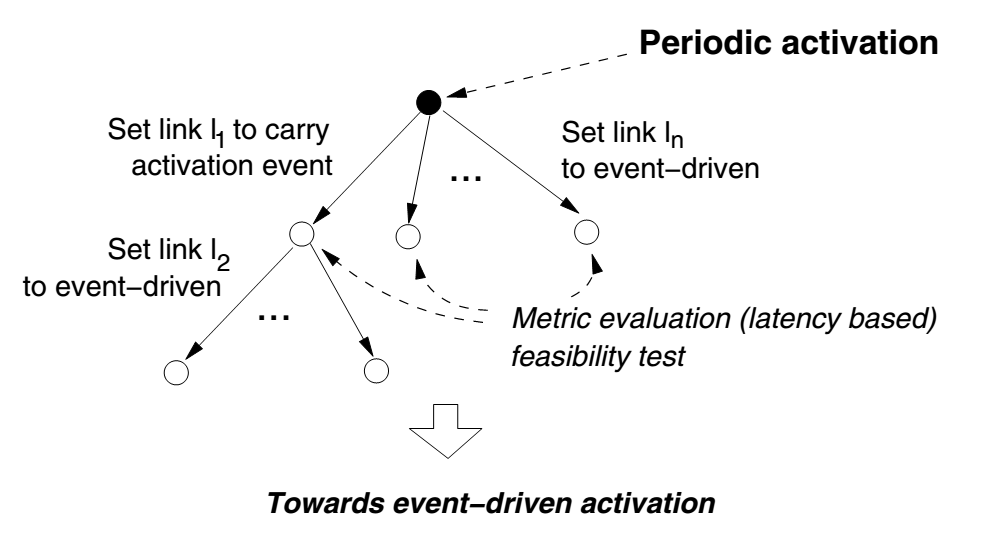 Periodic activation
Set link l1 to carry
activation event
Set link ln
to event–driven
...
Set link l2
to event–driven
...
Metric evaluation (latency based)
feasibility test
Towards event–driven activation